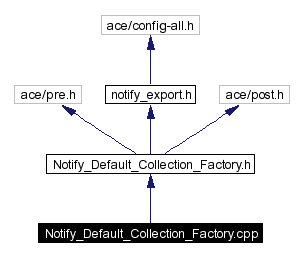 ace/config-all.h
ace/pre.h
notify_export.h
ace/post.h
Notify_Default_Collection_Factory.h
Notify_Default_Collection_Factory.cpp